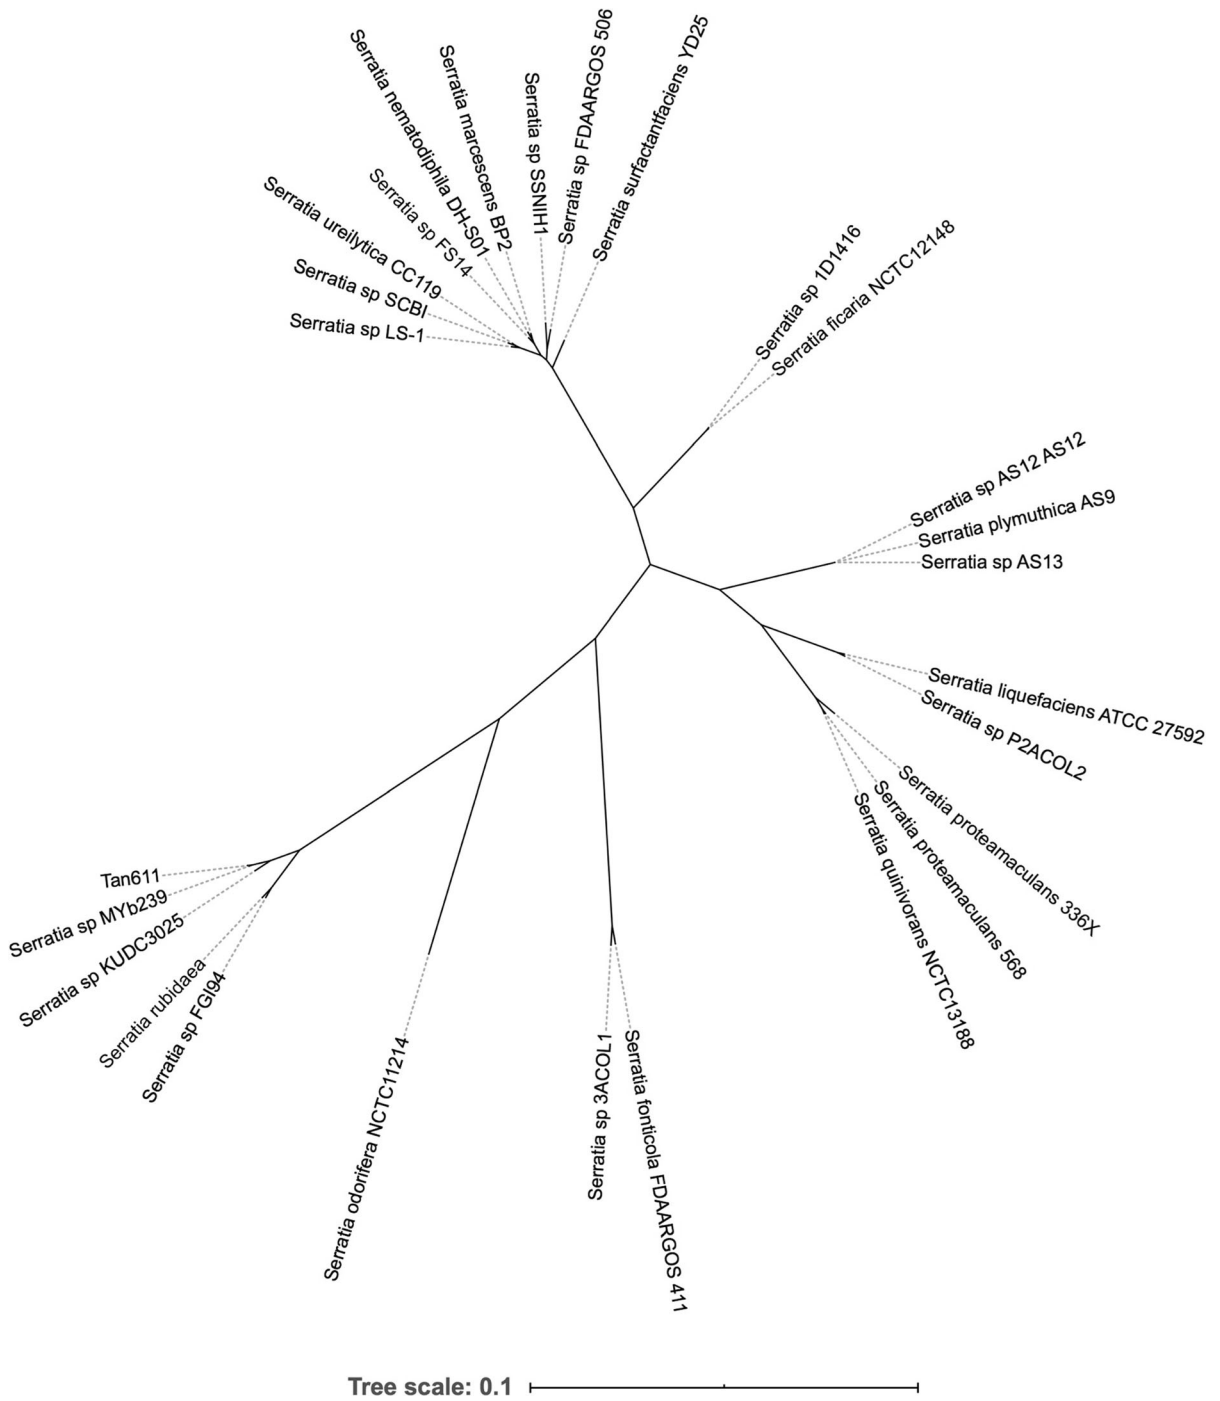 Serratia nematodiphila DH-S01
Serratia marcescens BP2
Serratia sp SSNIH1
Serratia sp FDAARGOS 506
Serratia surfactantfaciens YD25
Serratia sp FS14
Serratia ureilytica CC119
Serratia sp SCBI
Serratia sp LS-1
Serratia sp 1D1416
Serratia ficaria NCTC12148
Serratia sp AS12 AS12
Serratia plymuthica AS9
Serratia sp AS13
Serratia liquefaciens ATCC 27592
Serratia sp P2ACOL2
Serratia proteamaculans 336X
Serratia proteamaculans 568
Serratia quinivorans NCTC13188
Tan611
Serratia sp MYb239
Serratia sp KUDC3025
Serratia rubidaea
Serratia sp FGI94
Serratia odorifera NCTC11214
Serratia sp 3ACOL1
Serratia fonticola FDAARGOS 411
Tree scale: 0.1